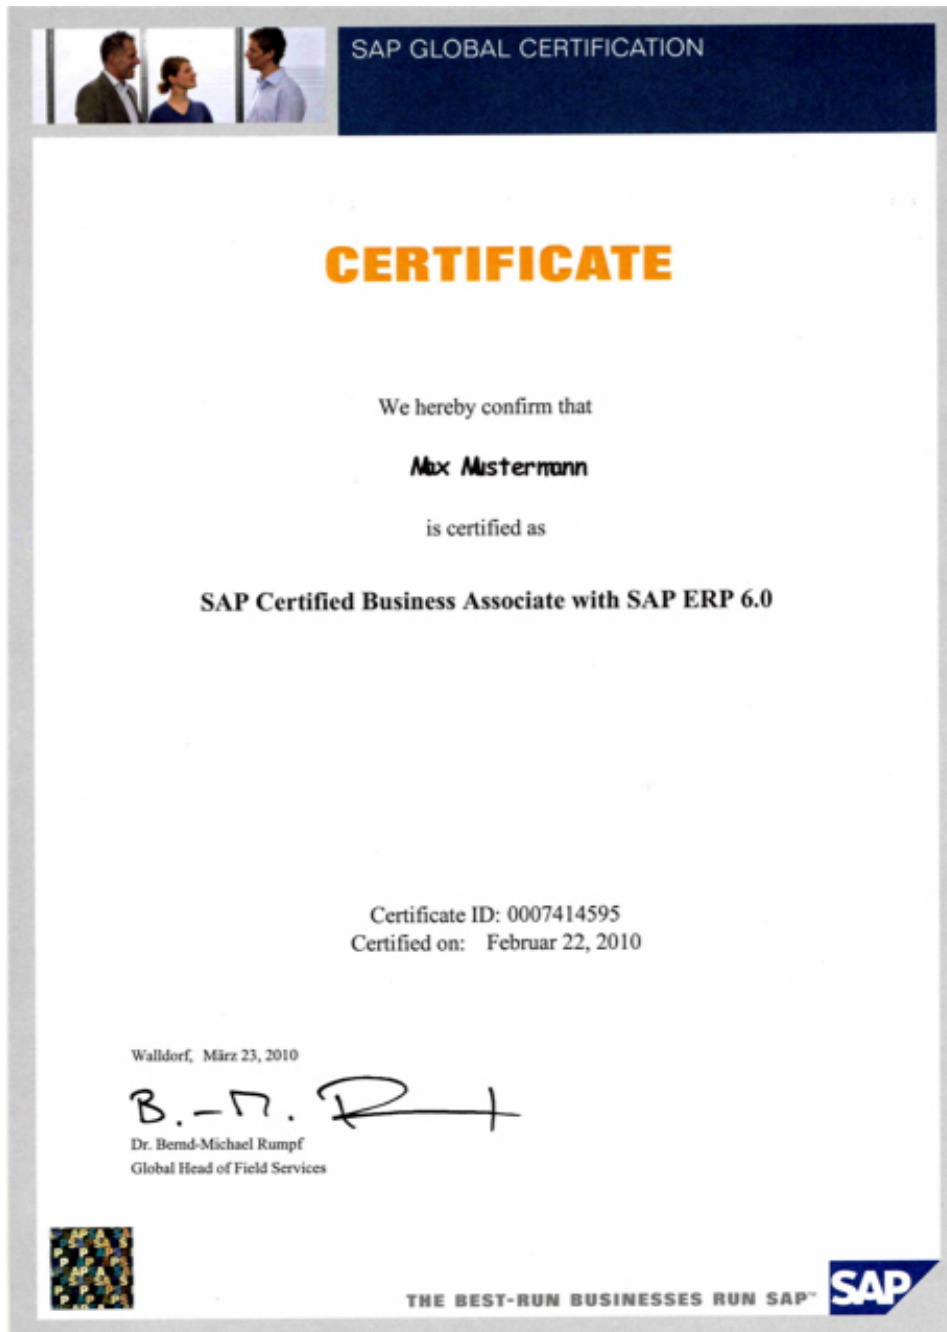 SAP GLOBAL CERTIFICATION
CERTIFICATE
We hereby confirm that
Max Mustermann
is certified as
SAP Certified Business Associate with SAP ERP 6.0
Certificate ID: 0007414595
Certified on: Februar 22, 2010
Walldorf, März 23, 2010
B.-M. R
Dr. Bernd-Michael Rumpf
Global Head of Field Services
THE BEST-RUN BUSINESSES RUN SAP™
SAP